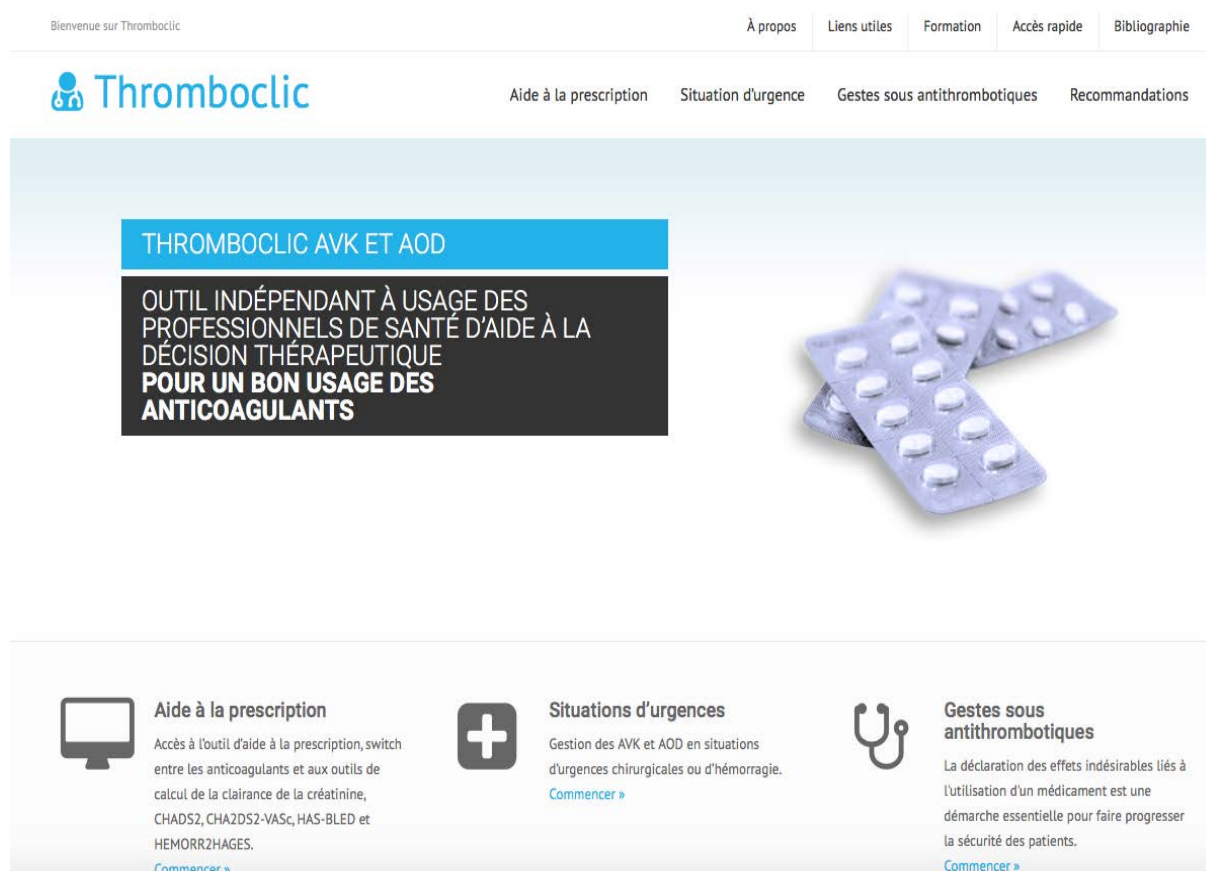 Bienvenue sur Thromboclic
À propos
Liens utiles
Formation
Accès rapide
Bibliographie
Thromboclic
Aide à la prescription
Situation d'urgence
Gestes sous antithrombotiques
Recommandations
THROMBOCLIC AVK ET AOD
OUTIL INDÉPENDANT À USAGE DES
PROFESSIONNELS DE SANTÉ D'AIDE À LA
DÉCISION THÉRAPEUTIQUE
POUR UN BON USAGE DES
ANTICOAGULANTS
Aide à la prescription
Accès à l'outil d'aide à la prescription, switch
entre les anticoagulants et aux outils de
calcul de la clairance de la créatinine,
CHADS2, CHA2DS2-VASc, HAS-BLED et
HEMORR2HAGES.
Commencer »
Situations d'urgences
Gestion des AVK et AOD en situations
d'urgences chirurgicales ou d'hémorragie.
Commencer »
Gestes sous
antithrombotiques
La déclaration des effets indésirables liés à
l'utilisation d'un médicament est une
démarche essentielle pour faire progresser
la sécurité des patients.
Commencer »